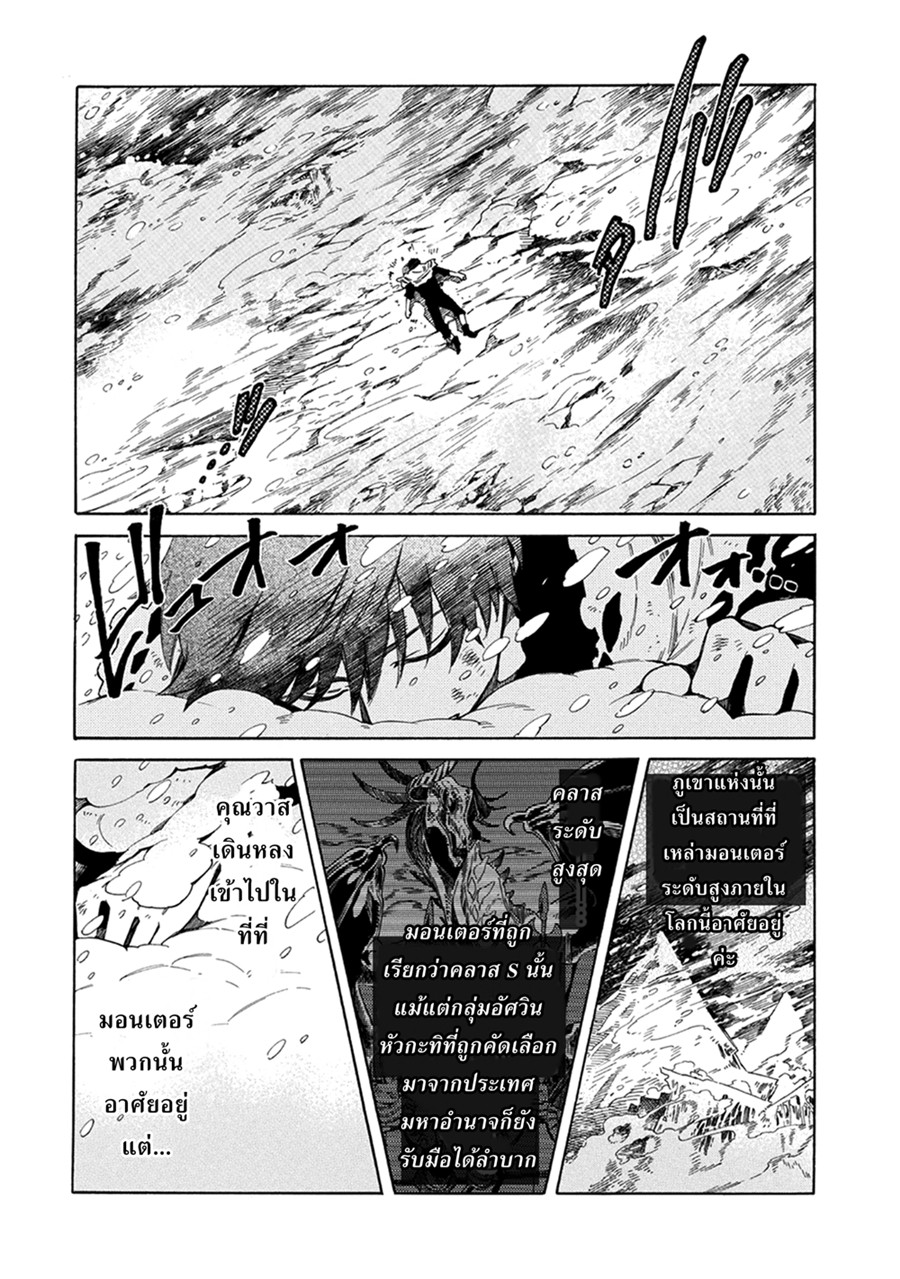 ドサッ
ビュオオオオ!!
ภูเขาแห่งนั้น
เป็นสถานที่ที่
เหล่ามอนเตอร์
ระดับสูงภายใน
โลกนี้อาศัยอยู่
ค่ะ
คลาส
ระดับ
สูงสุด
มอนเตอร์ที่ถูก
เรียกว่าคลาส S นั้น
แม้แต่กลุ่มอัศวิน
หัวกะทิที่ถูกคัดเลือก
มาจากประเทศ
มหาอำนาจก็ยัง
รับมือได้ลำบาก
คุณวาส
เดินหลง
เข้าไปใน
ที่ที่
มอนเตอร์
พวกนั้น
อาศัยอยู่
แต่...